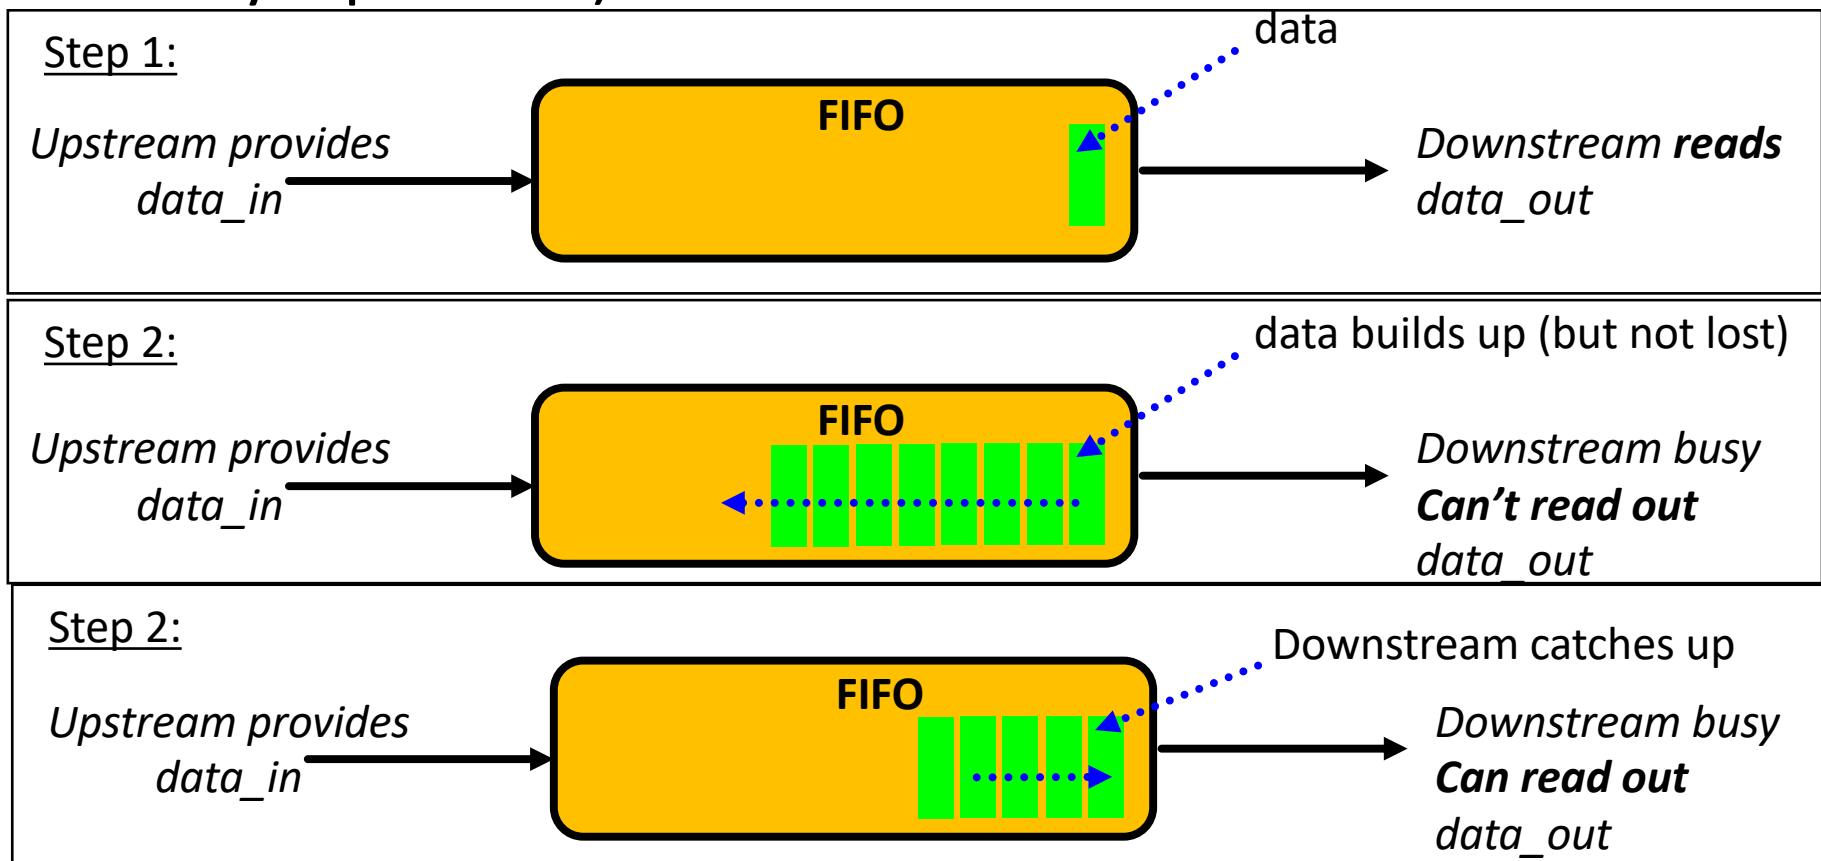 Step 1:
data
FIFO
Upstream provides
data_in
Downstream reads
data_out
Step 2:
data builds up (but not lost)
FIFO
Upstream provides
data_in
Downstream busy
Can't read out
data_out
Step 2:
Downstream catches up
FIFO
Upstream provides
data_in
Downstream busy
Can read out
data_out